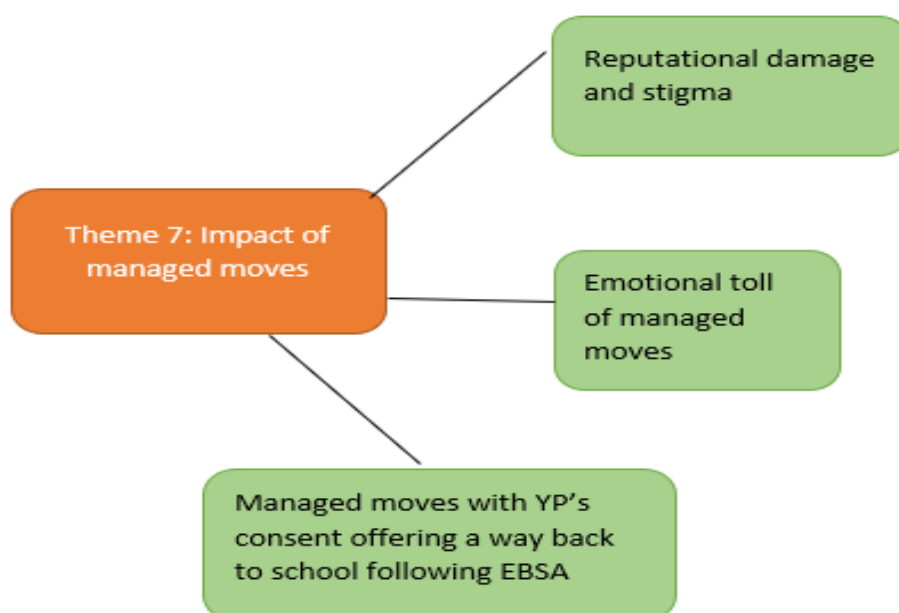 Reputational damage
and stigma
Theme 7: Impact of
managed moves
Emotional toll
of managed
moves
Managed moves with YP’s
consent offering a way back
to school following EBSA